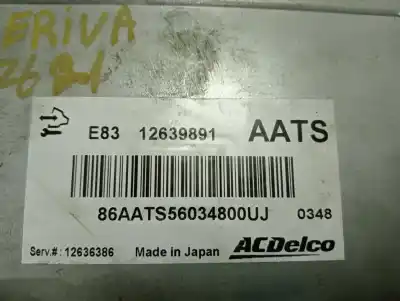 ERIVA
E83 12639891 AATS
86AATS56034800UJ 0348
Serv.#: 12636386 Made in Japan ACDelco